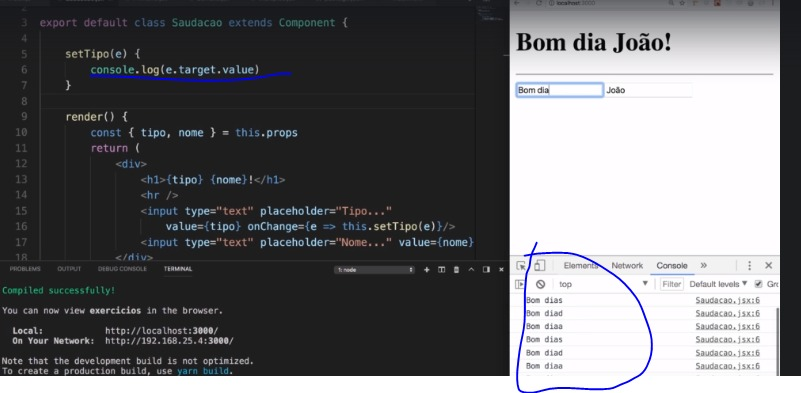 2
3 export default class Saudacao extends Component {
4
5 setTipo(e) {
6 console.log(e.target.value)
7 }
8
9 render() {
10 const { tipo, nome } = this.props
11 return (
12 <div>
13 <h1>{tipo} {nome}!</h1>
14 <hr />
15 <input type="text" placeholder="Tipo..."
16 value={tipo} onChange={e => this.setTipo(e)}/>
17 <input type="text" placeholder="Nome..." value={nome}
18 </div>
PROBLEMS OUTPUT DEBUG CONSOLE TERMINAL 1: node
Compiled successfully!
You can now view exercicios in the browser.
Local: http://localhost:3000/
On Your Network: http://192.168.25.4:3000/
Note that the development build is not optimized.
To create a production build, use yarn build.
localhost:3000
Bom dia João!
Bom dia João
Elements Network Console »
top Filter Default levels ▼
Bom dias Saudacao.jsx:6
Bom diad Saudacao.jsx:6
Bom diaa Saudacao.jsx:6
Bom dias Saudacao.jsx:6
Bom diad Saudacao.jsx:6
Bom diaa Saudacao.jsx:6